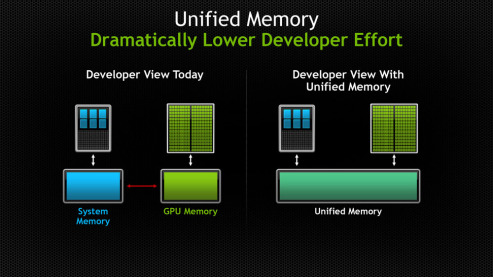 Unified Memory
Dramatically Lower Developer Effort
Developer View Today
Developer View With
Unified Memory
System
Memory
GPU Memory
Unified Memory